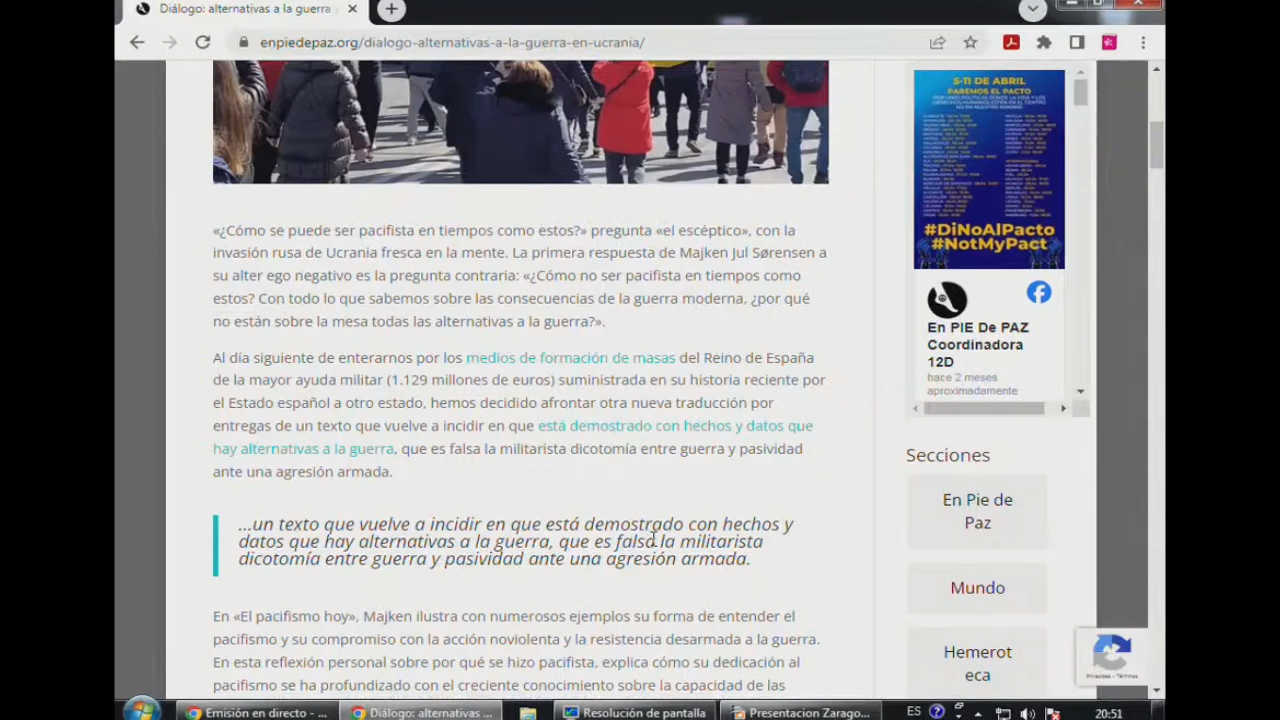 Diálogo: alternativas a la guerra
enpiedepaz.org/dialogo-alternativas-a-la-guerra-en-ucrania/
«¿Cómo se puede er pacifista en tiempos como estos?» pregunta «el escéptico», con la
invasión rusa de Ucrania fresca en la mente. La primera respuesta de Majken Jul Sørensen a
su alter ego negativo es la pregunta contraria: «¿Cómo no ser pacifista en tiempos como
estos? Con todo lo que sabemos sobre las consecuencias de la guerra moderna, ¿por qué
no están sobre la mesa todas las alternativas a la guerra?».
Al día siguiente de enterarnos por los medios de formación de masas del Reino de España
de la mayor ayuda militar (1.129 millones de euros) suministrada en su historia reciente por
el Estado español a otro estado, hemos decidido afrontar otra nueva traducción por
entregas de un texto que vuelve a incidir en que está demostrado con hechos y datos que
hay alternativas a la guerra, que es falsa la militarista dicotomía entre guerra y pasividad
ante una agresión armada.
...un texto que vuelve a incidir en que está demostrado con hechos y
datos que hay alternativas a la guerra, que es falsa la militarista
dicotomía entre guerra y pasividad ante una agresión armada.
En «El pacifismo hoy», Majken ilustra con numerosos ejemplos su forma de entender el
pacifismo y su compromiso con la acción noviolenta y la resistencia desarmada a la guerra.
En esta reflexión personal sobre por qué se hizo pacifista, explica cómo su dedicación al
pacifismo se ha profundizado con el creciente conocimiento sobre la capacidad de las
5-11 DE ABRIL
PAREMOS EL PACTO
#DiNoAlPacto
#NotMyPact
En PIE De PAZ
Coordinadora
12D
hace 2 meses
aproximadamente
Secciones
En Pie de
Paz
Mundo
Hemerot
eca
Privacidad - Términos
Emisión en directo - ...
Diálogo: alternativas ...
Resolución de pantalla
Presentacion Zarago...
ES
20:51